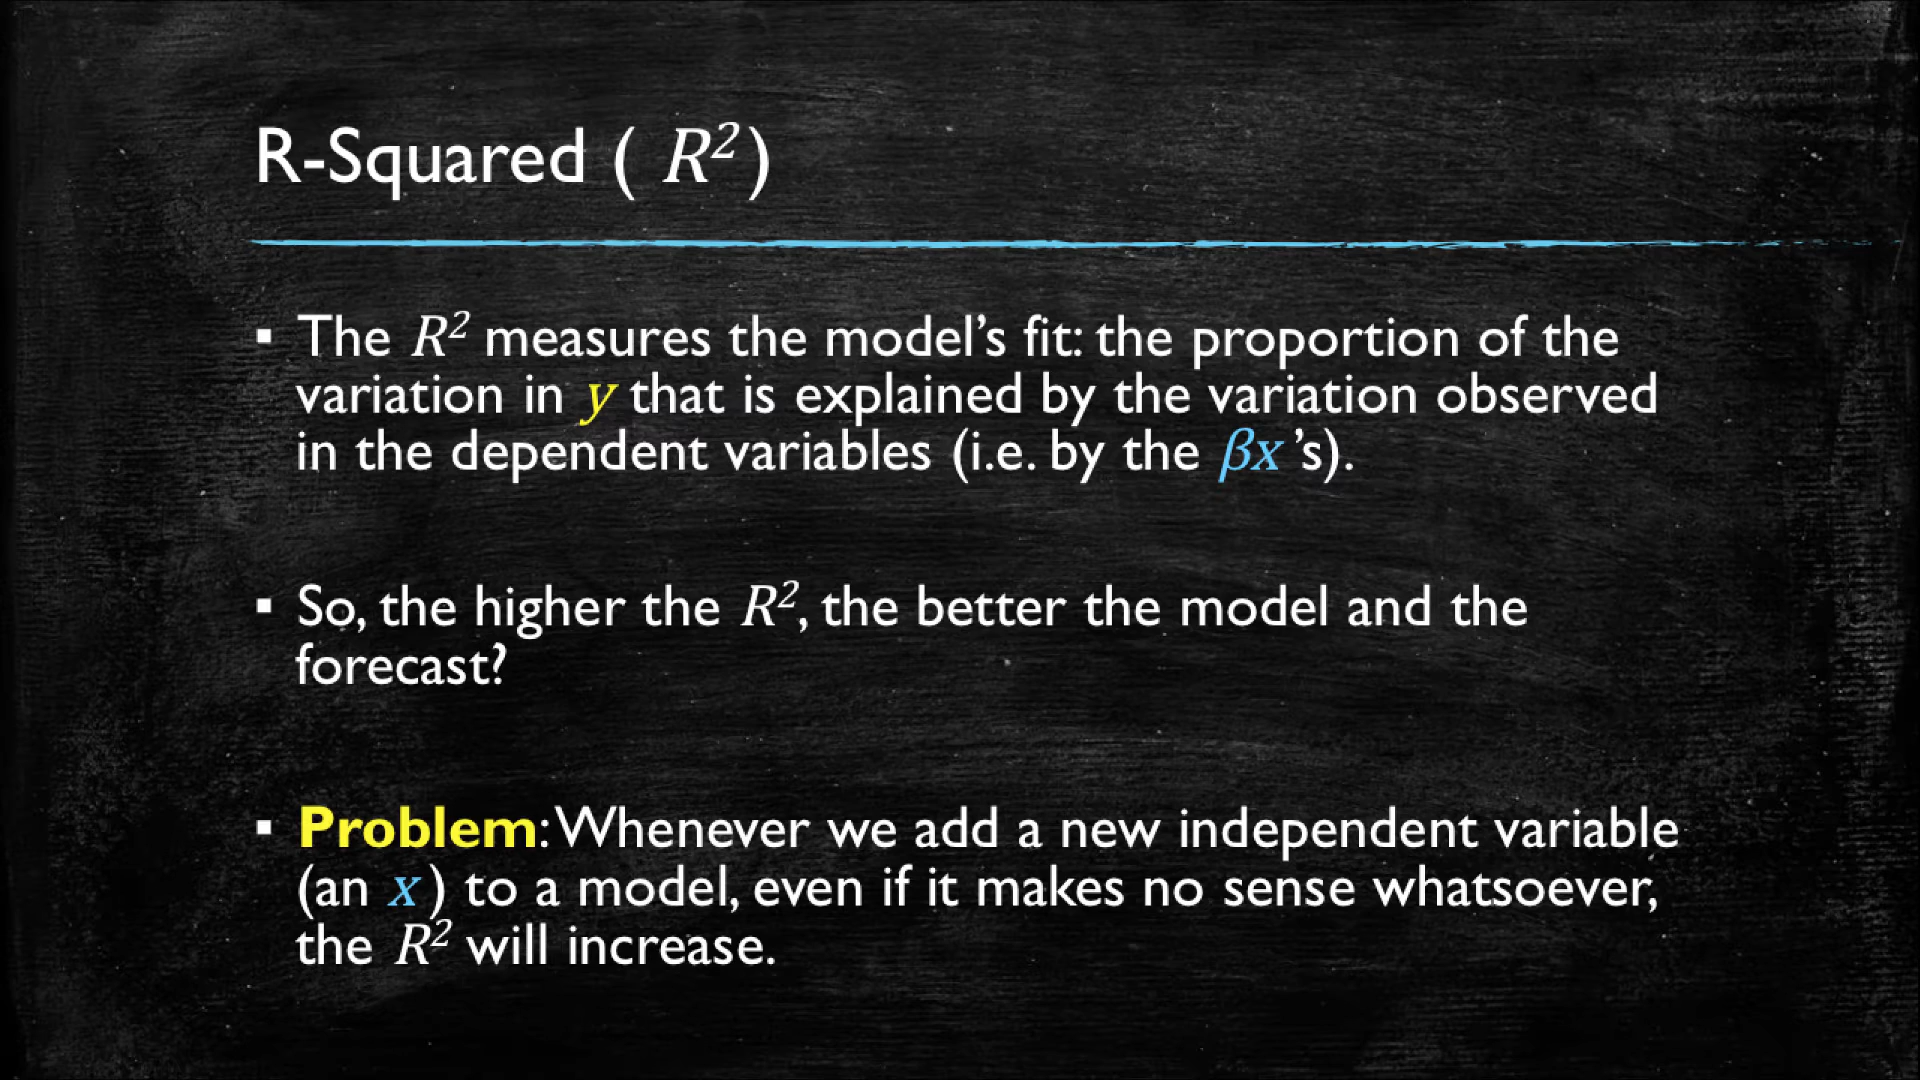 R-Squared ( R²)
▪ The R² measures the model’s fit: the proportion of the
variation in y that is explained by the variation observed
in the dependent variables (i.e. by the βx ’s).
▪ So, the higher the R², the better the model and the
forecast?
▪ Problem: Whenever we add a new independent variable
(an x ) to a model, even if it makes no sense whatsoever,
the R² will increase.